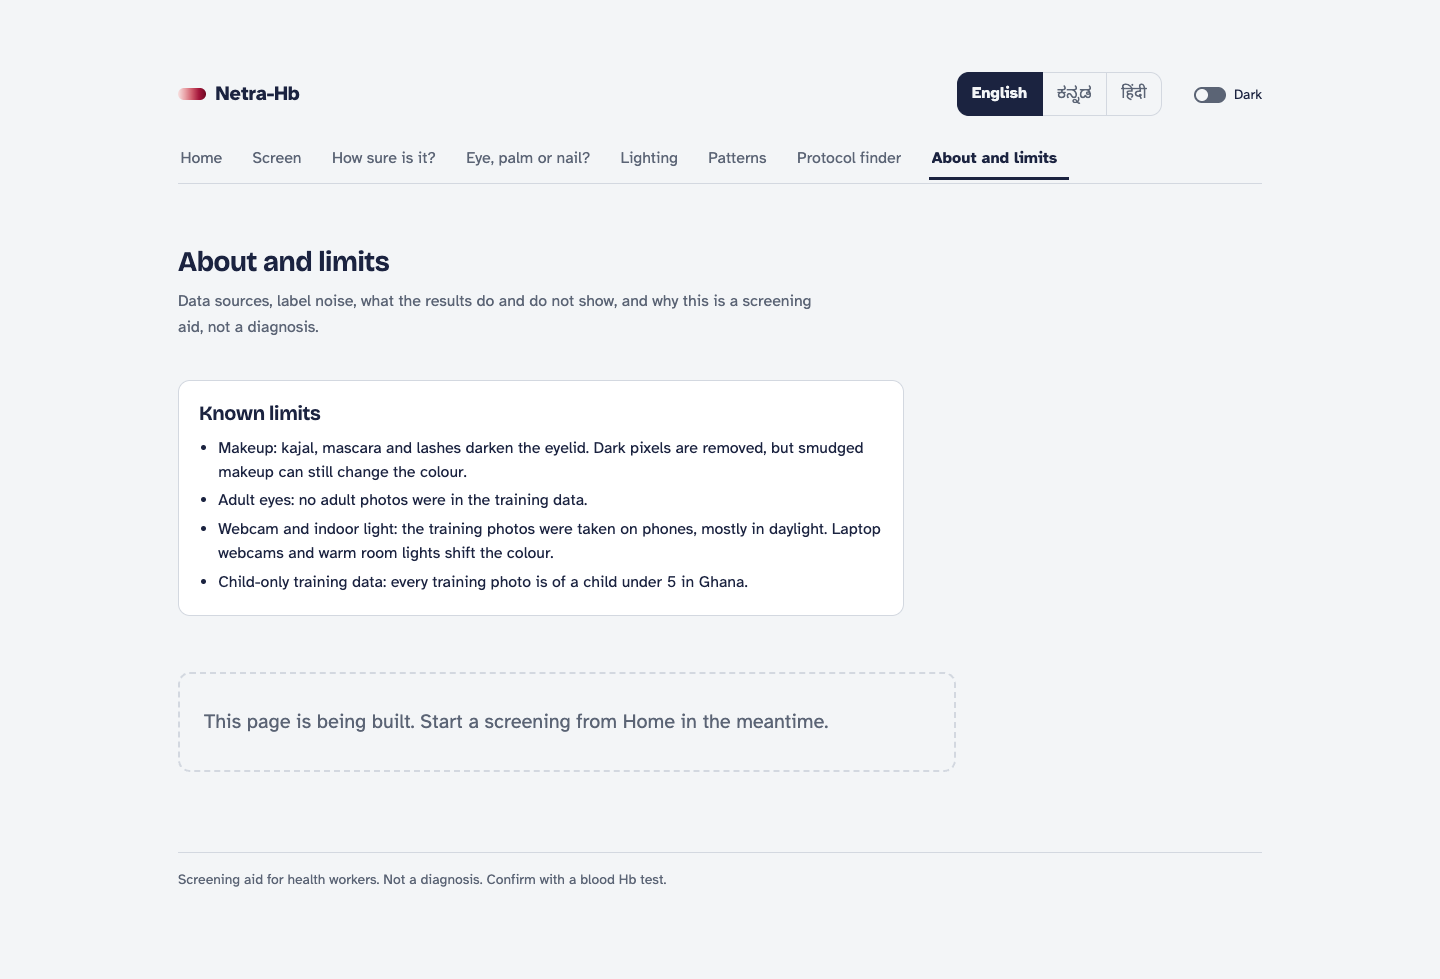 Netra-Hb
English
ಕನ್ನಡ
हिंदी
Dark
Home
Screen
How sure is it?
Eye, palm or nail?
Lighting
Patterns
Protocol finder
About and limits
About and limits
Data sources, label noise, what the results do and do not show, and why this is a screening
aid, not a diagnosis.
Known limits
• Makeup: kajal, mascara and lashes darken the eyelid. Dark pixels are removed, but smudged
makeup can still change the colour.
• Adult eyes: no adult photos were in the training data.
• Webcam and indoor light: the training photos were taken on phones, mostly in daylight. Laptop
webcams and warm room lights shift the colour.
• Child-only training data: every training photo is of a child under 5 in Ghana.
This page is being built. Start a screening from Home in the meantime.
Screening aid for health workers. Not a diagnosis. Confirm with a blood Hb test.